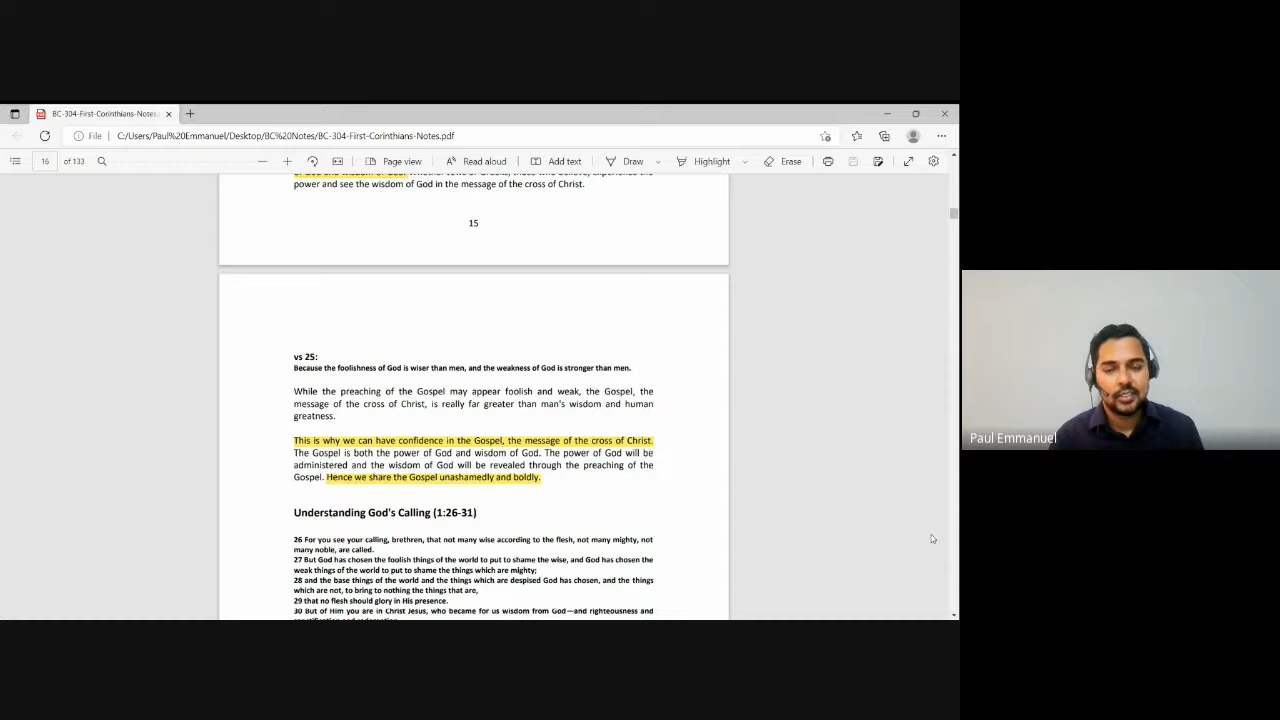 BC-304-First-Corinthians-Notes
File
C:/Users/Paul%20Emmanuel/Desktop/BC%20Notes/BC-304-First-Corinthians-Notes.pdf
16 of 133
Page view
Read aloud
Add text
Draw
Highlight
Erase
power and see the wisdom of God in the message of the cross of Christ.
15
vs 25:
Because the foolishness of God is wiser than men, and the weakness of God is stronger than men.
While the preaching of the Gospel may appear foolish and weak, the Gospel, the
message of the cross of Christ, is really far greater than man's wisdom and human
greatness.
This is why we can have confidence in the Gospel, the message of the cross of Christ.
The Gospel is both the power of God and wisdom of God. The power of God will be
administered and the wisdom of God will be revealed through the preaching of the
Gospel. Hence we share the Gospel unashamedly and boldly.
Understanding God's Calling (1:26-31)
26 For you see your calling, brethren, that not many wise according to the flesh, not many mighty, not
many noble, are called.
27 But God has chosen the foolish things of the world to put to shame the wise, and God has chosen the
weak things of the world to put to shame the things which are mighty;
28 and the base things of the world and the things which are despised God has chosen, and the things
which are not, to bring to nothing the things that are,
29 that no flesh should glory in His presence.
30 But of Him you are in Christ Jesus, who became for us wisdom from God—and righteousness and
Paul Emmanuel